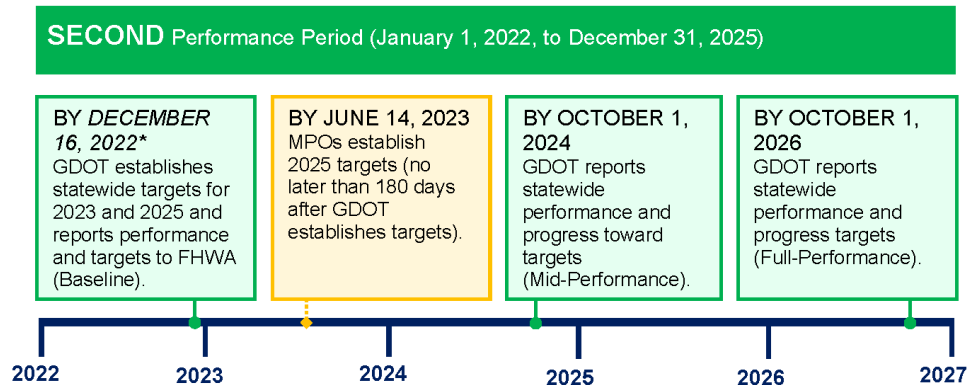 SECOND Performance Period (January 1, 2022, to December 31, 2025)
BY DECEMBER
16, 2022*
GDOT establishes
statewide targets for
2023 and 2025 and
reports performance
and targets to FHWA
(Baseline).
BY JUNE 14, 2023
MPOs establish
2025 targets (no
later than 180 days
after GDOT
establishes targets).
BY OCTOBER 1,
2024
GDOT reports
statewide
performance and
progress toward
targets
(Mid-Performance).
BY OCTOBER 1,
2026
GDOT reports
statewide
performance and
progress targets
(Full-Performance).
2022
2023
2024
2025
2026
2027